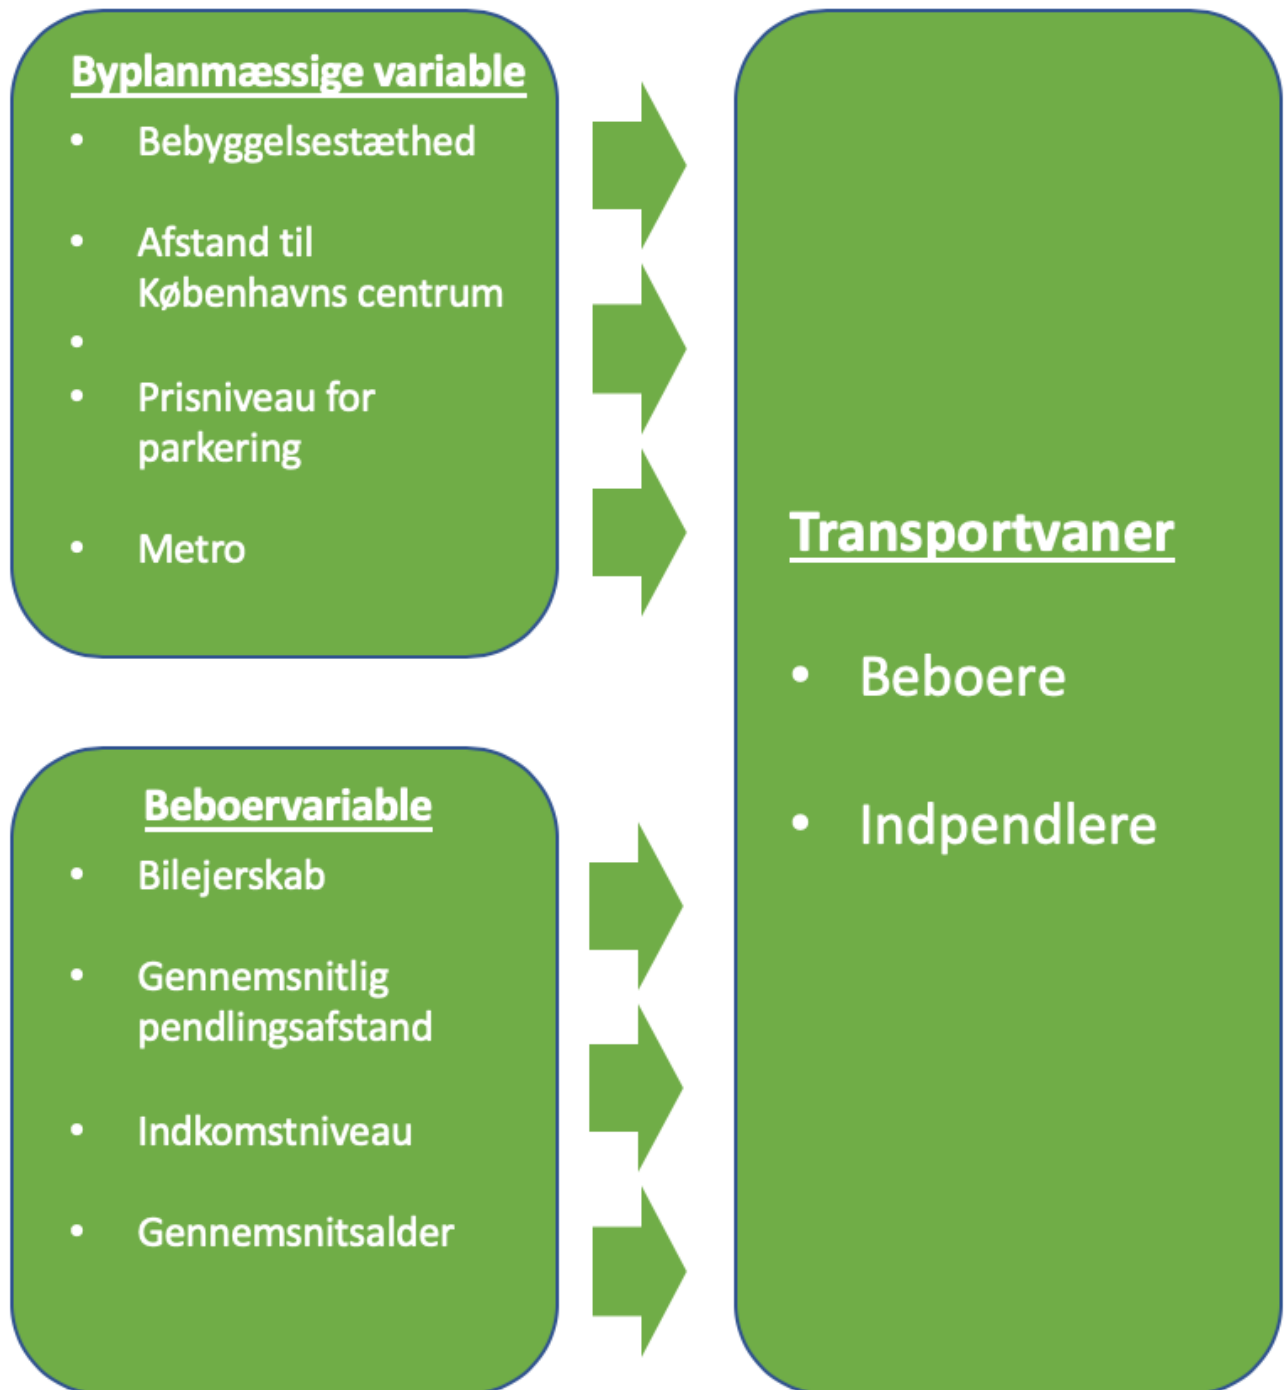 Byplanmæssige variable
• Bebyggelsestæthed
• Afstand til
Københavns centrum
•
• Prisniveau for
parkering
• Metro
Beboervariable
• Bilejerskab
• Gennemsnitlig
pendlingsafstand
• Indkomstniveau
• Gennemsnitsalder
Transportvaner
• Beboere
• Indpendlere